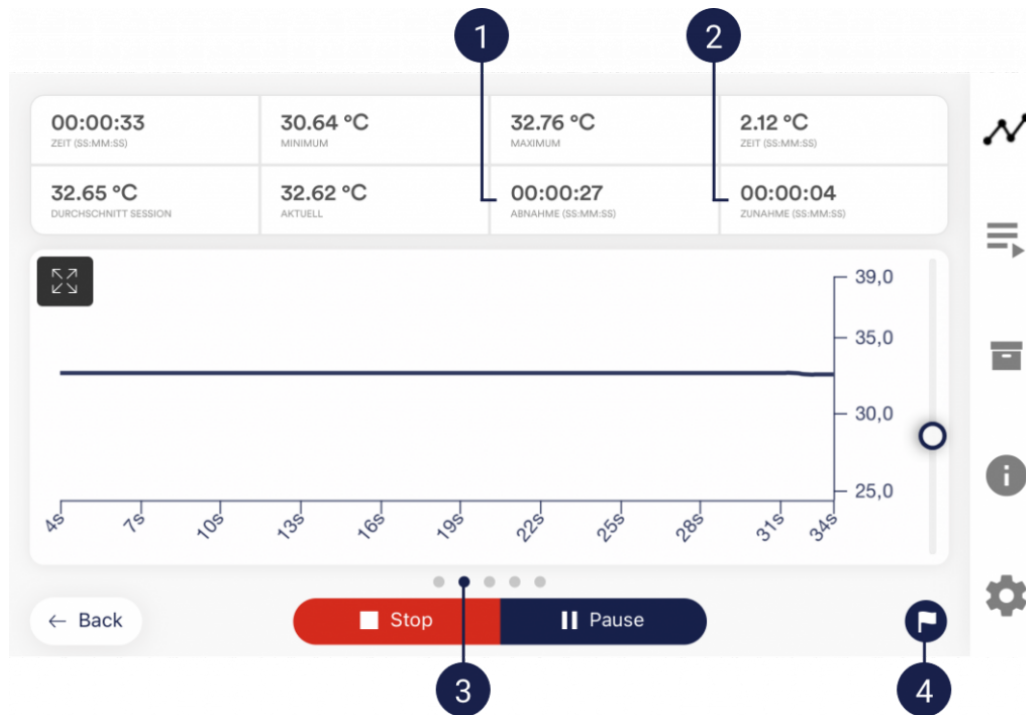 1
2
00:00:33
ZEIT (SS:MM:SS)
30.64 °C
MINIMUM
32.76 °C
MAXIMUM
2.12 °C
ZEIT (SS:MM:SS)
32.65 °C
DURCHSCHNITT SESSION
32.62 °C
AKTUELL
00:00:27
ABNAHME (SS:MM:SS)
00:00:04
ZUNAHME (SS:MM:SS)
39,0
35,0
30,0
25,0
4s
7s
10s
13s
16s
19s
22s
25s
28s
31s
34s
← Back
Stop
Pause
3
4